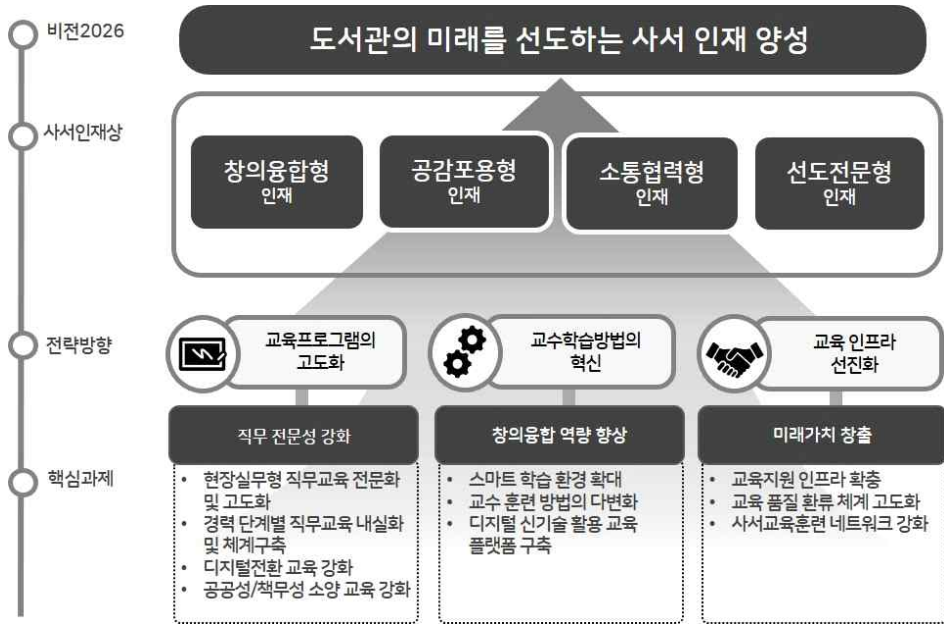 비전2026
도서관의 미래를 선도하는 사서 인재 양성
사서인재상
창의융합형
인재
공감포용형
인재
소통협력형
인재
선도전문형
인재
전략방향
교육프로그램의
고도화
교수학습방법의
혁신
교육 인프라
선진화
핵심과제
직무 전문성 강화
• 현장실무형 직무교육 전문화
및 고도화
• 경력 단계별 직무교육 내실화
및 체계구축
• 디지털전환 교육 강화
• 공공성/책무성 소양 교육 강화
창의융합 역량 향상
• 스마트 학습 환경 확대
• 교수 훈련 방법의 다변화
• 디지털 신기술 활용 교육
플랫폼 구축
미래가치 창출
• 교육지원 인프라 확충
• 교육 품질 환류 체계 고도화
• 사서교육훈련 네트워크 강화